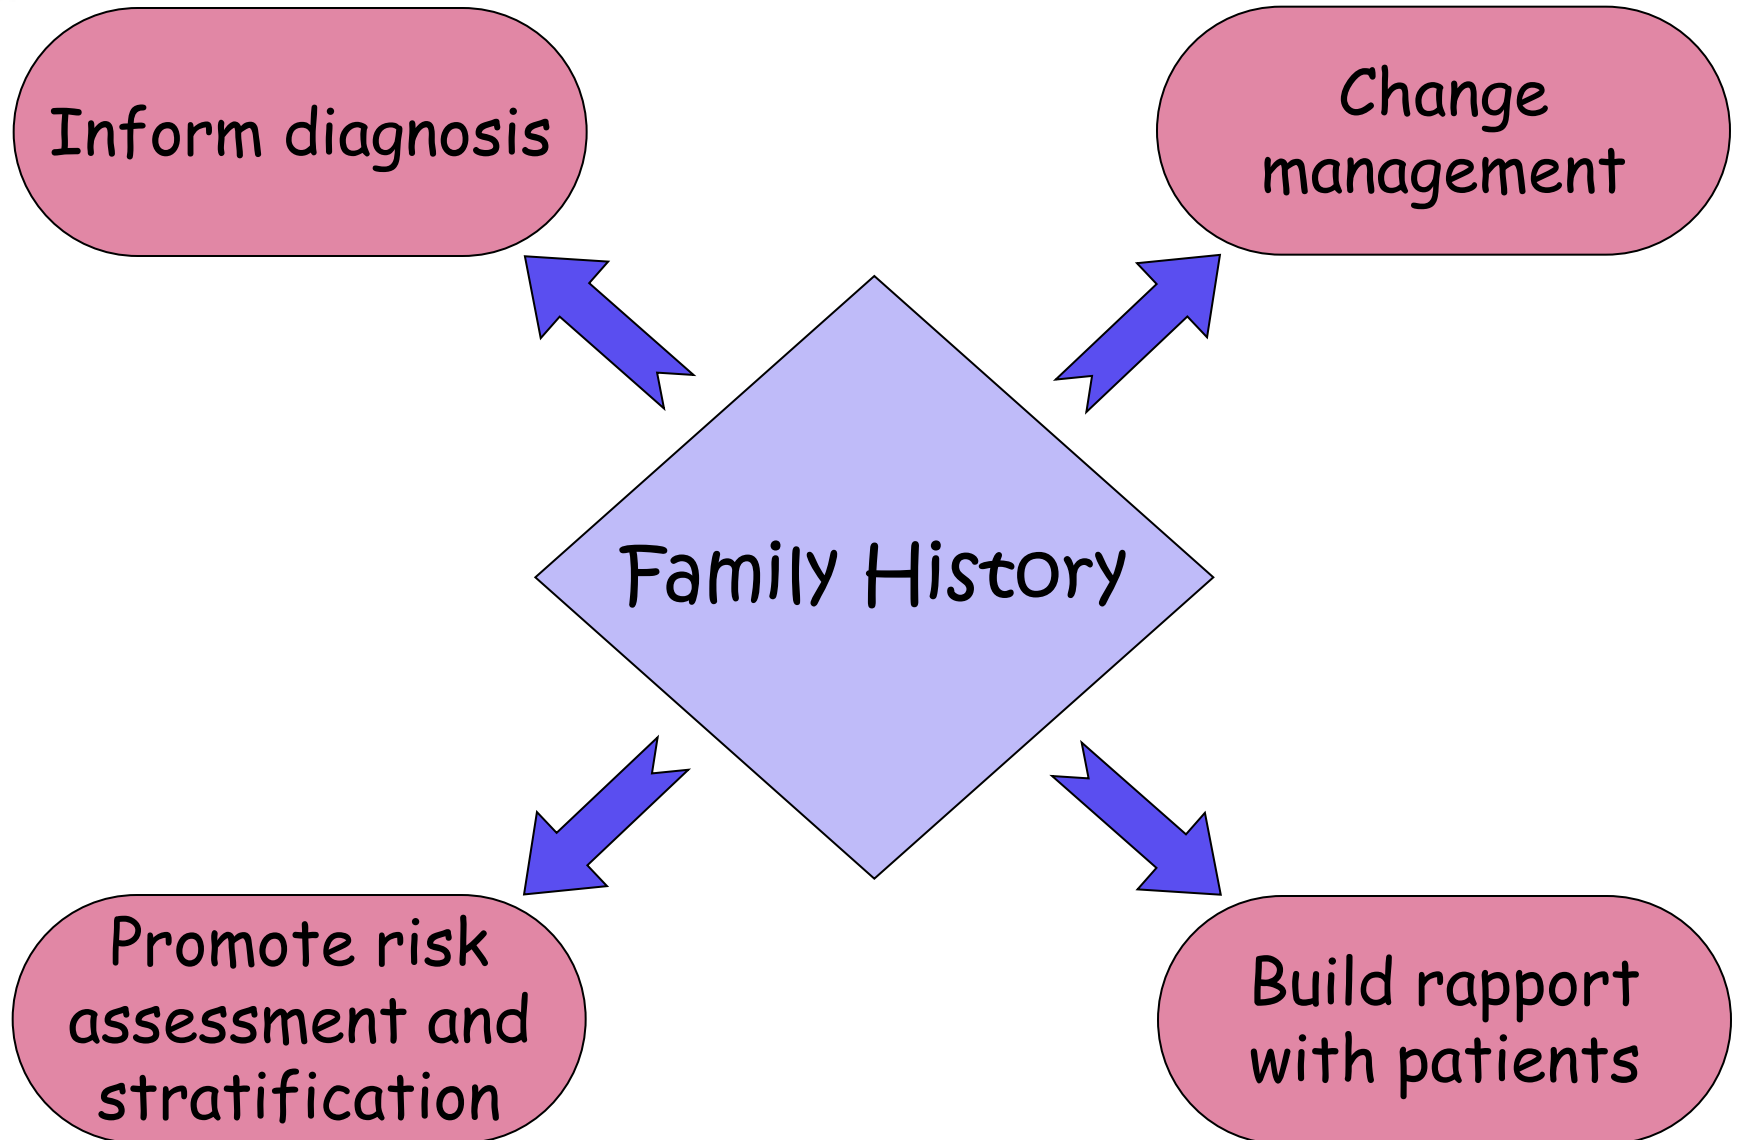 Inform diagnosis
Change
management
Family History
Promote risk
assessment and
stratification
Build rapport
with patients